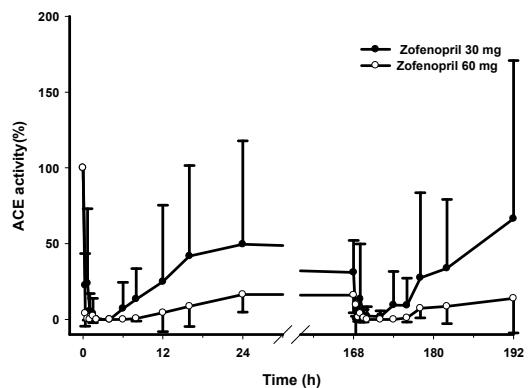 200
150
100
50
0
ACE activity(%)
Zofenopril 30 mg
Zofenopril 60 mg
0 12 24 168 180 192
Time (h)